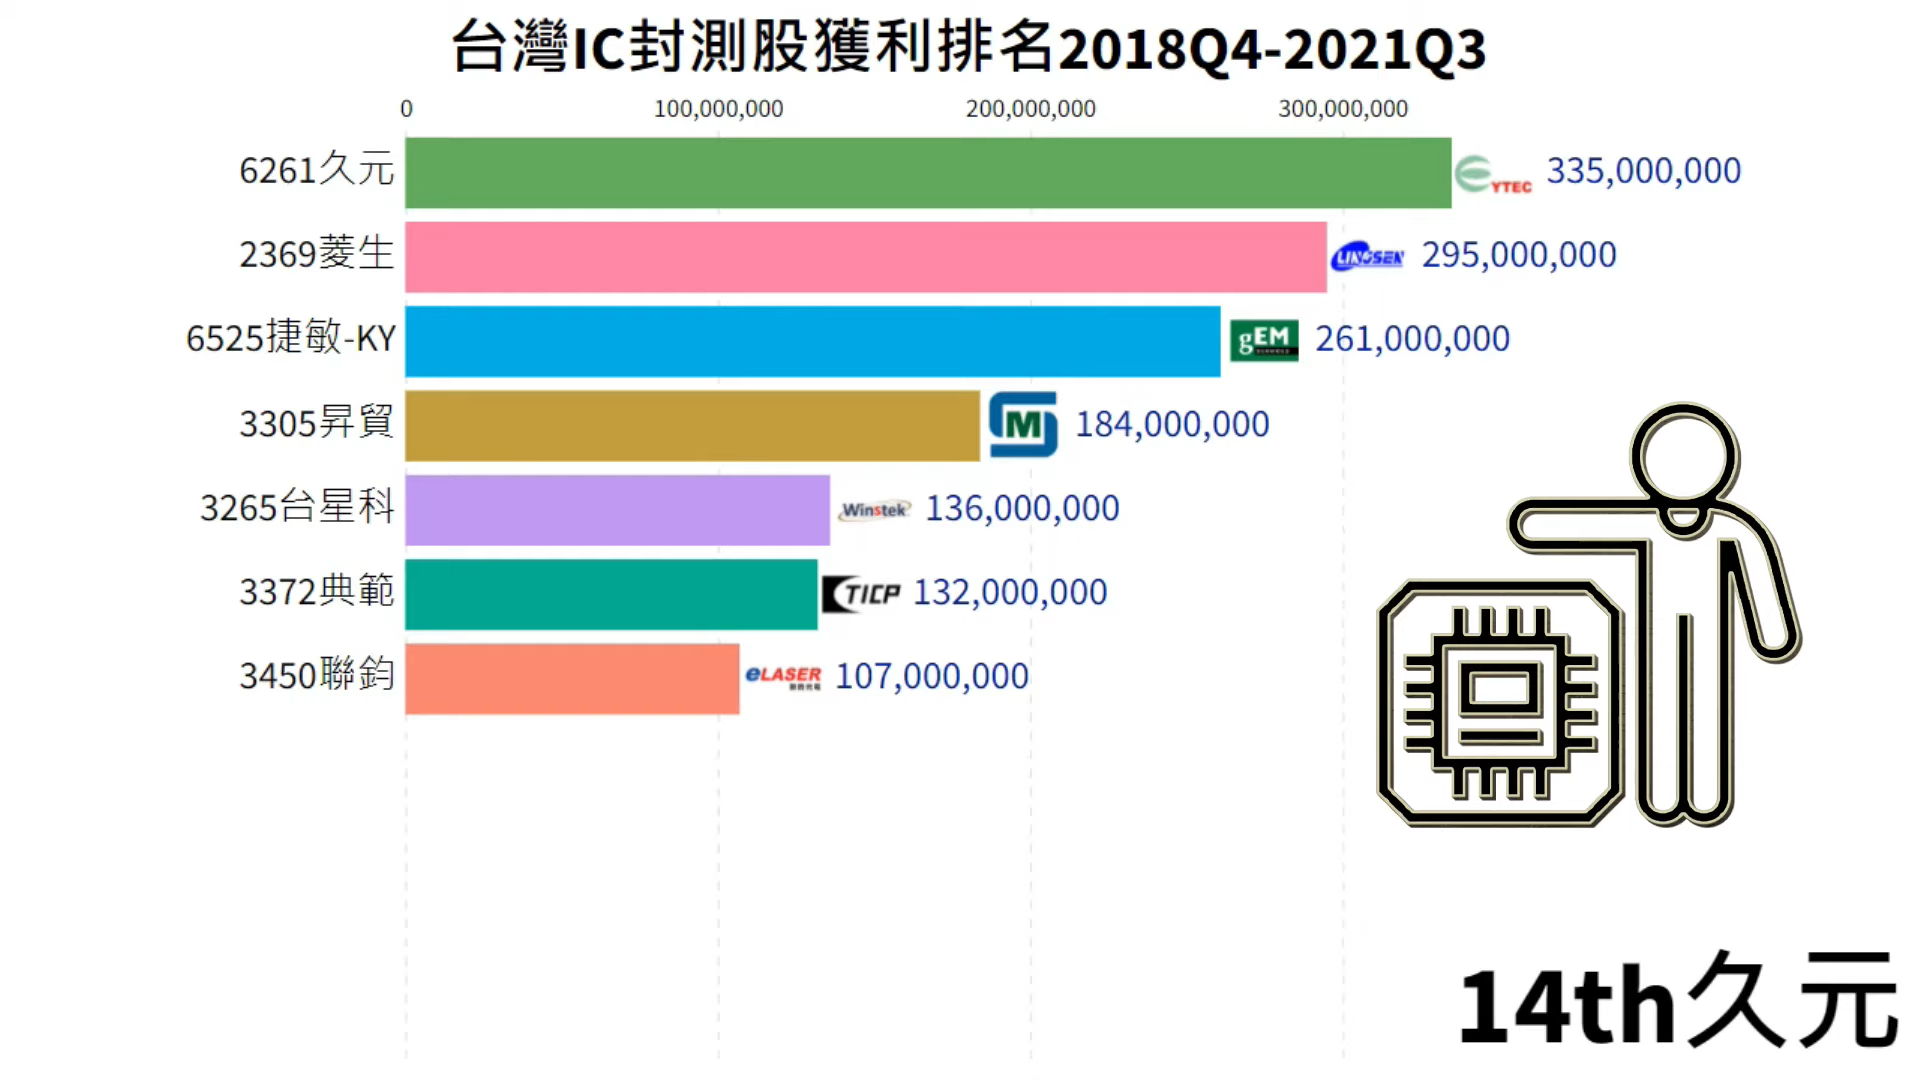 台灣IC封測股獲利排名2018Q4-2021Q3
0 100,000,000 200,000,000 300,000,000
6261久元 YTEC 335,000,000
2369菱生 LINGSEN 295,000,000
6525捷敏-KY gEM 261,000,000
3305昇貿 SM 184,000,000
3265台星科 Winstek 136,000,000
3372典範 TICP 132,000,000
3450聯鈞 eLASER 107,000,000
14th久元